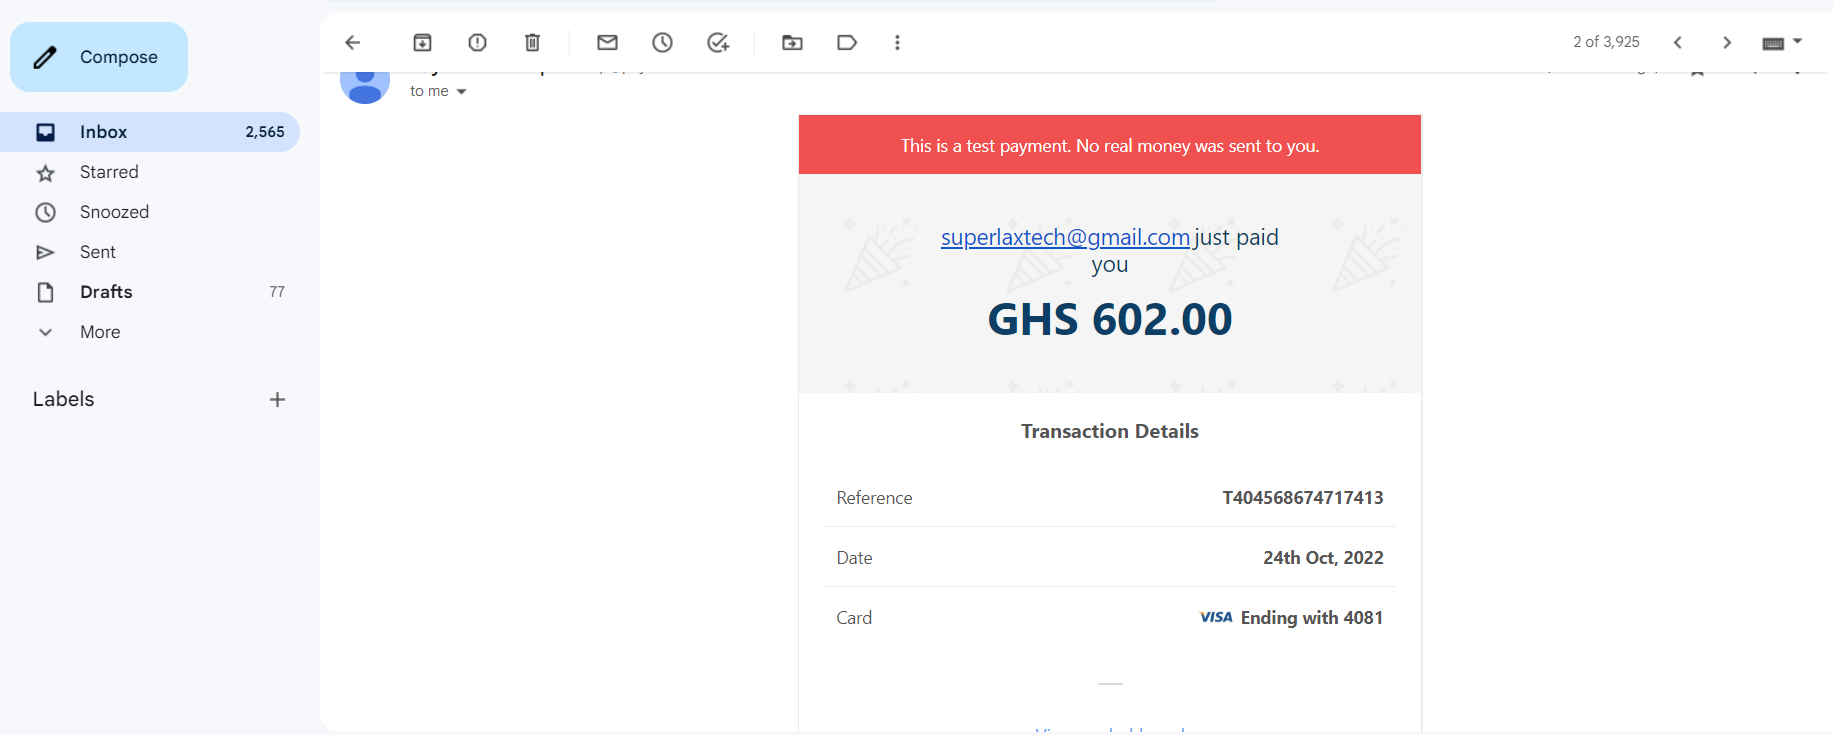 Compose
2 of 3,925
to me
Inbox 2,565
Starred
Snoozed
Sent
Drafts 77
More
Labels
This is a test payment. No real money was sent to you.
superlaxtech@gmail.com just paid
you
GHS 602.00
Transaction Details
Reference T404568674717413
Date 24th Oct, 2022
Card VISA Ending with 4081